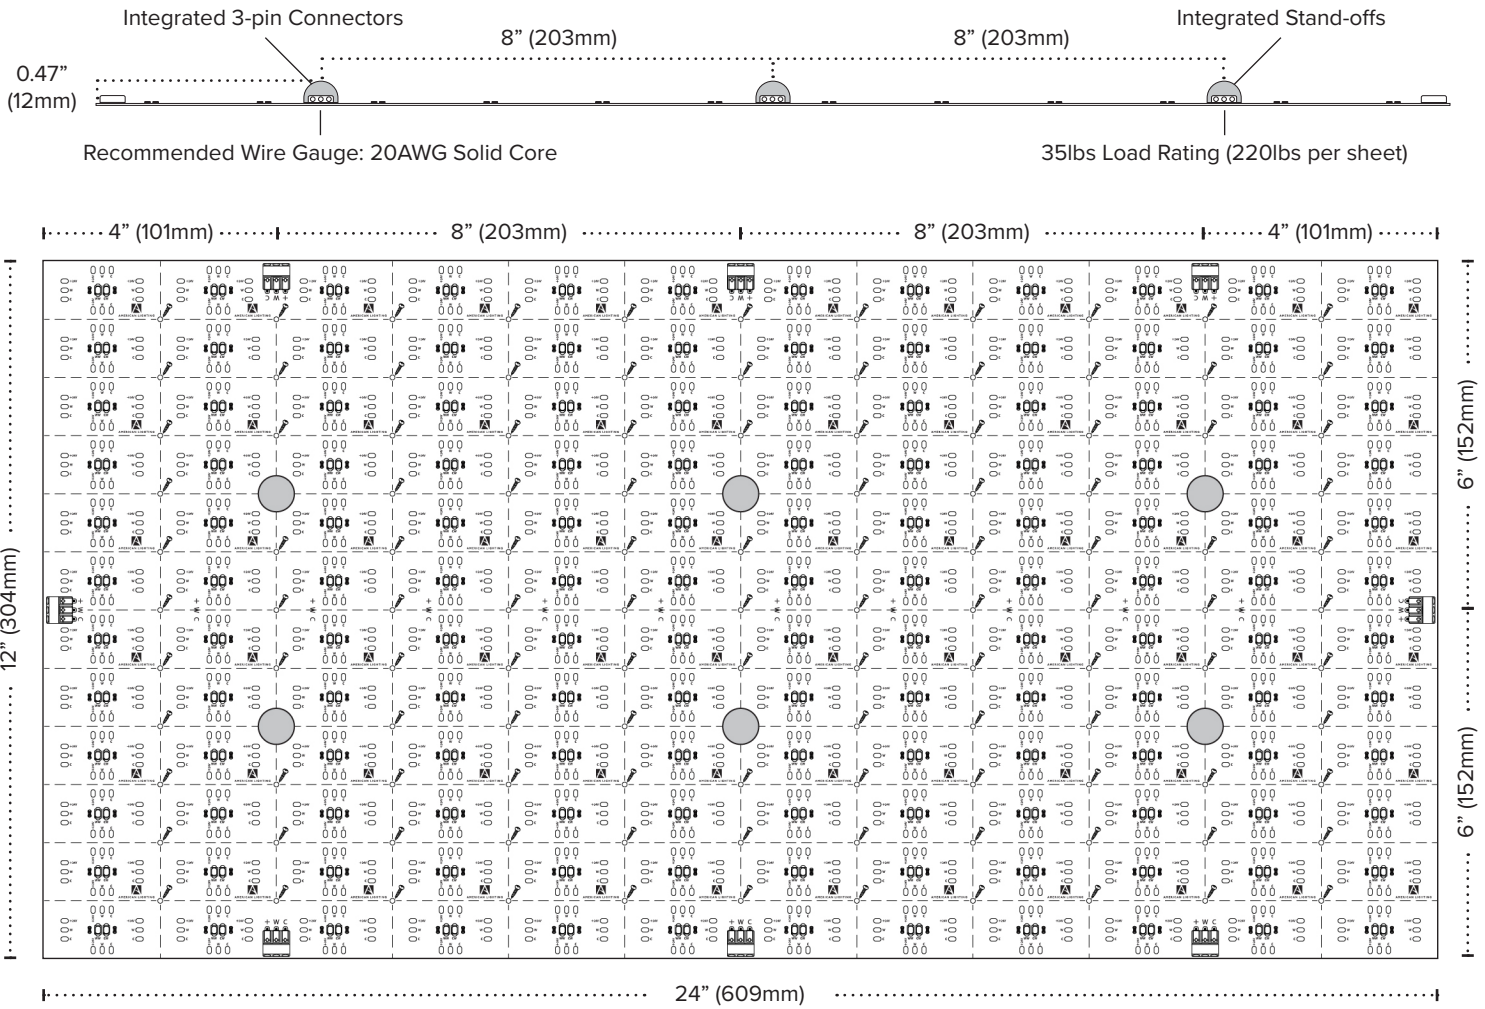 Integrated 3-pin Connectors
Integrated Stand-offs
8” (203mm)
8” (203mm)
0.47”
(12mm)
Recommended Wire Gauge: 20AWG Solid Core
35lbs Load Rating (220lbs per sheet)
4” (101mm)
8” (203mm)
8” (203mm)
4” (101mm)
12” (304mm)
6” (152mm)
6” (152mm)
24” (609mm)
AMERICAN LIGHTING
+ W C